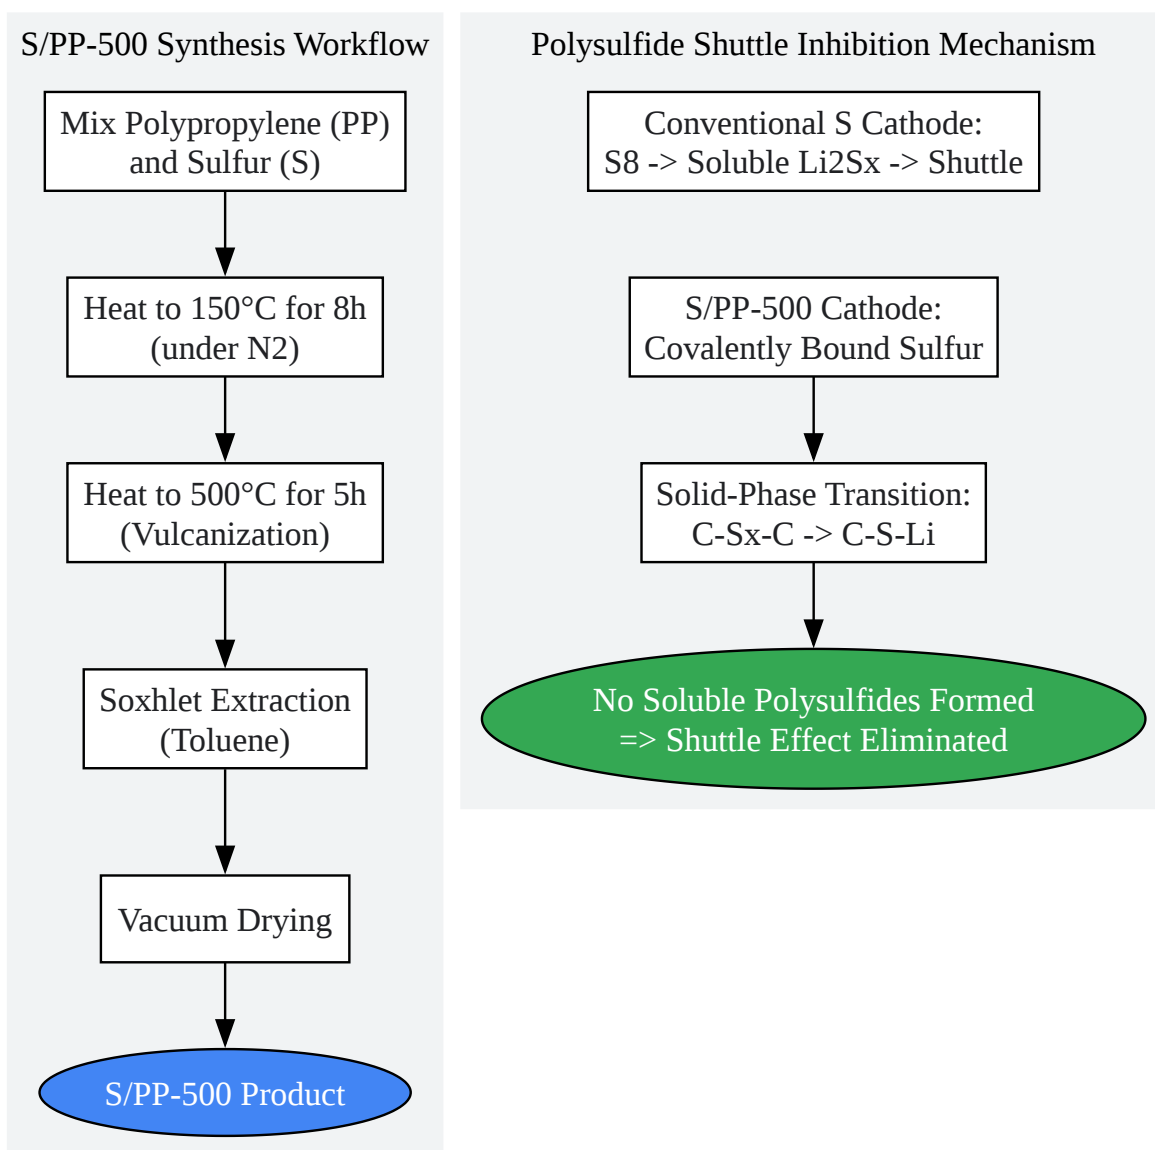 S/PP-500 Synthesis Workflow
Mix Polypropylene (PP)
and Sulfur (S)
Heat to 150°C for 8h
(under N2)
Heat to 500°C for 5h
(Vulcanization)
Soxhlet Extraction
(Toluene)
Vacuum Drying
S/PP-500 Product
Polysulfide Shuttle Inhibition Mechanism
Conventional S Cathode:
S8 -> Soluble Li2Sx -> Shuttle
S/PP-500 Cathode:
Covalently Bound Sulfur
Solid-Phase Transition:
C-Sx-C -> C-S-Li
No Soluble Polysulfides Formed
=> Shuttle Effect Eliminated